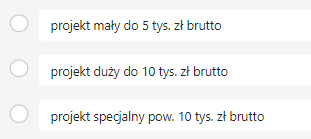 projekt mały do 5 tys. zł brutto
projekt duży do 10 tys. zł brutto
projekt specjalny pow. 10 tys. zł brutto